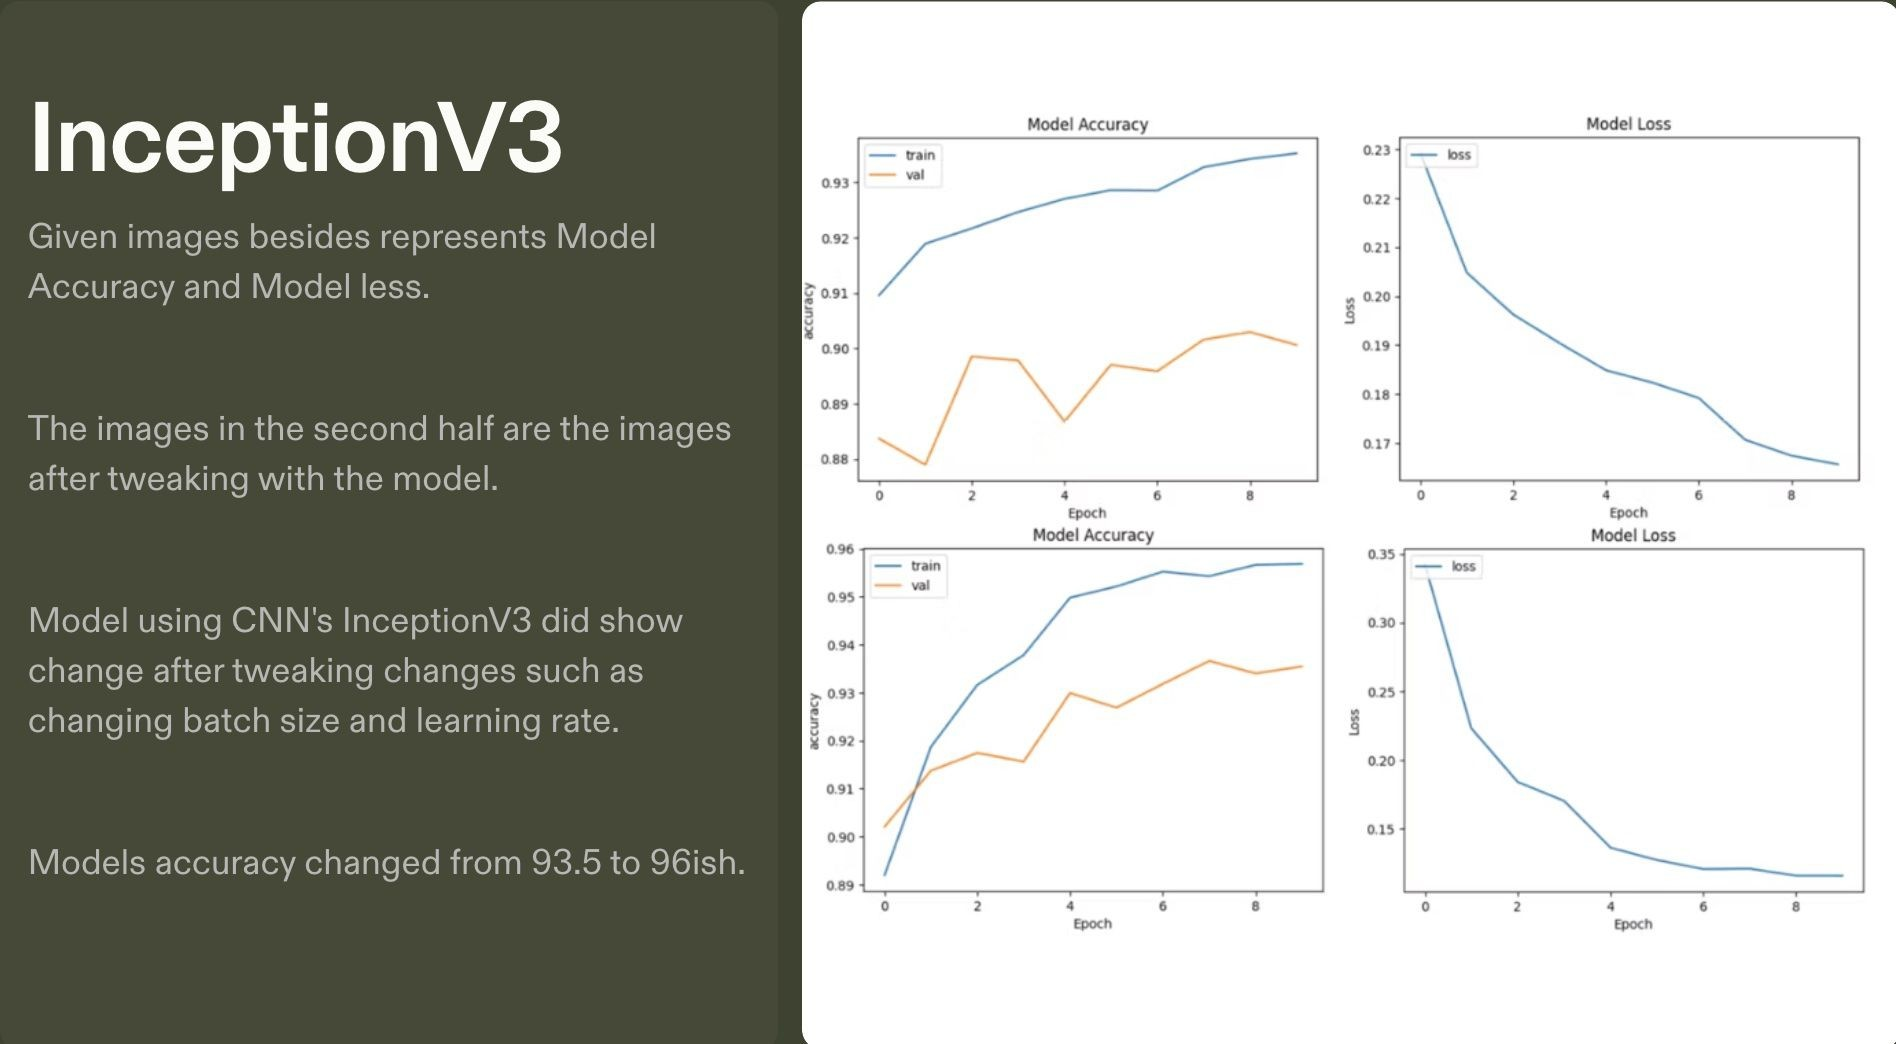 InceptionV3
Given images besides represents Model
Accuracy and Model less.
The images in the second half are the images
after tweaking with the model.
Model using CNN's InceptionV3 did show
change after tweaking changes such as
changing batch size and learning rate.
Models accuracy changed from 93.5 to 96ish.
Model Accuracy
train
val
0.93
0.92
0.91
0.90
0.89
0.88
accuracy
0 2 4 6 8
Epoch
Model Loss
loss
0.23
0.22
0.21
0.20
0.19
0.18
0.17
Loss
0 2 4 6 8
Epoch
Model Accuracy
train
val
0.96
0.95
0.94
0.93
0.92
0.91
0.90
0.89
accuracy
0 2 4 6 8
Epoch
Model Loss
loss
0.35
0.30
0.25
0.20
0.15
Loss
0 2 4 6 8
Epoch